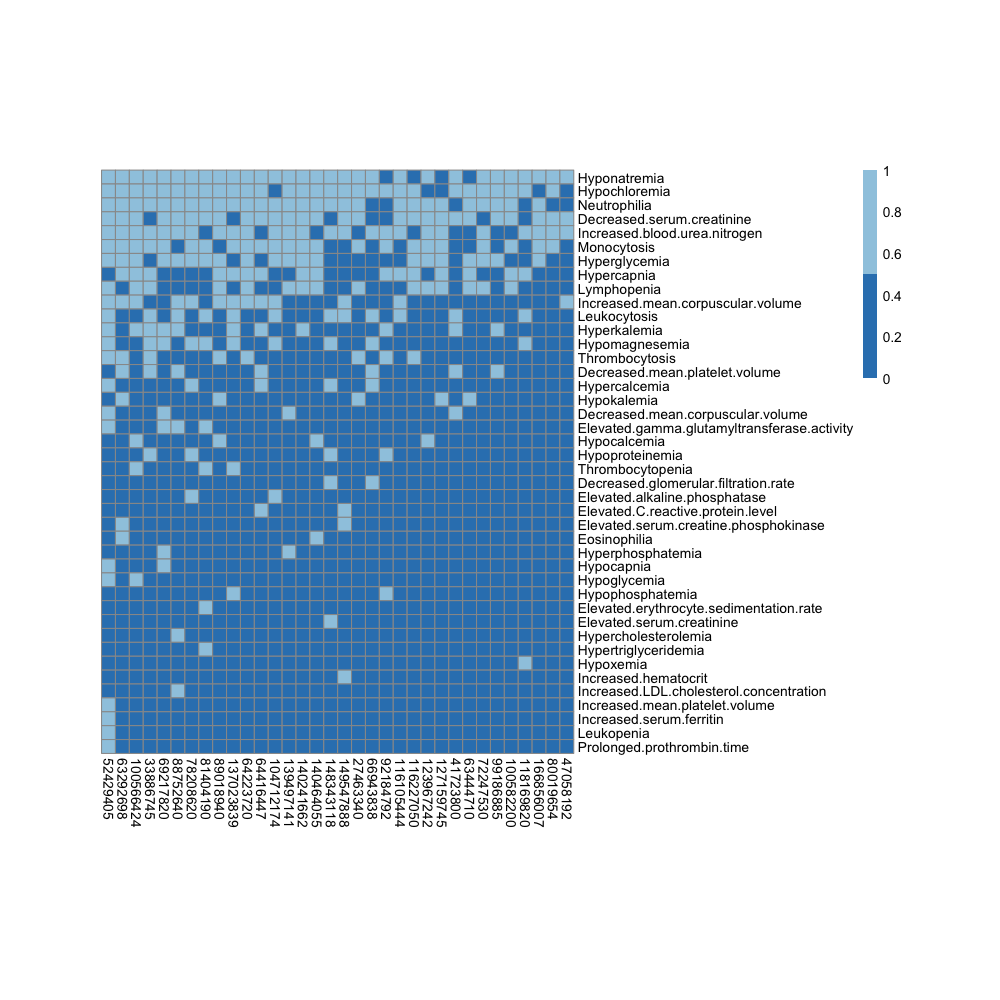 Hyponatremia
Hypochloremia
Neutrophilia
Decreased.serum.creatinine
Increased.blood.urea.nitrogen
Monocytosis
Hyperglycemia
Hypercapnia
Lymphopenia
Increased.mean.corpuscular.volume
Leukocytosis
Hyperkalemia
Hypomagnesemia
Thrombocytosis
Decreased.mean.platelet.volume
Hypercalcemia
Hypokalemia
Decreased.mean.corpuscular.volume
Elevated.gamma.glutamyltransferase.activity
Hypocalcemia
Hypoproteinemia
Thrombocytopenia
Decreased.glomerular.filtration.rate
Elevated.alkaline.phosphatase
Elevated.C.reactive.protein.level
Elevated.serum.creatine.phosphokinase
Eosinophilia
Hyperphosphatemia
Hypocapnia
Hypoglycemia
Hypophosphatemia
Elevated.erythrocyte.sedimentation.rate
Elevated.serum.creatinine
Hypercholesterolemia
Hypertriglyceridemia
Hypoxemia
Increased.hematocrit
Increased.LDL.cholesterol.concentration
Increased.mean.platelet.volume
Increased.serum.ferritin
Leukopenia
Prolonged.prothrombin.time
1
0.8
0.6
0.4
0.2
0
52429405
63292698
100566424
33886745
69217820
88752640
78208620
81404190
89018940
137023839
64223720
64416447
104712174
139497141
140241662
140464055
148343118
149547888
27463340
66943838
92184792
116105444
116227050
123967242
127159745
41723800
63444710
72247530
99186885
100582200
118169820
166856007
80019654
47058192